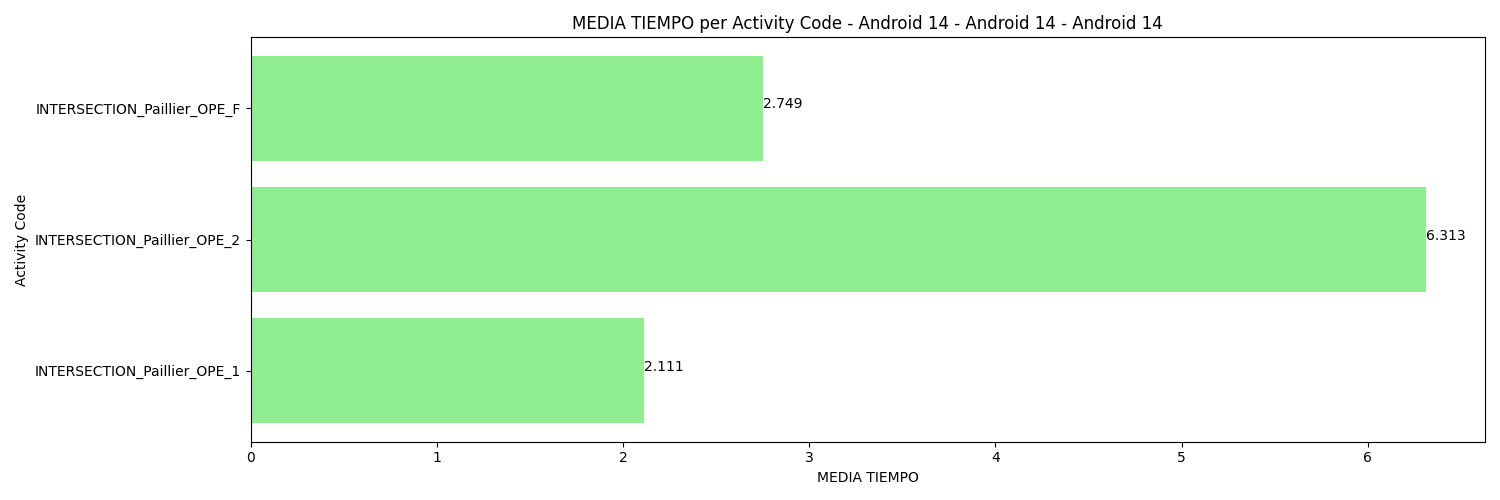 MEDIA TIEMPO per Activity Code - Android 14 - Android 14 - Android 14
INTERSECTION_Paillier_OPE_F
2.749
INTERSECTION_Paillier_OPE_2
6.313
INTERSECTION_Paillier_OPE_1
2.111
Activity Code
0 1 2 3 4 5 6
MEDIA TIEMPO